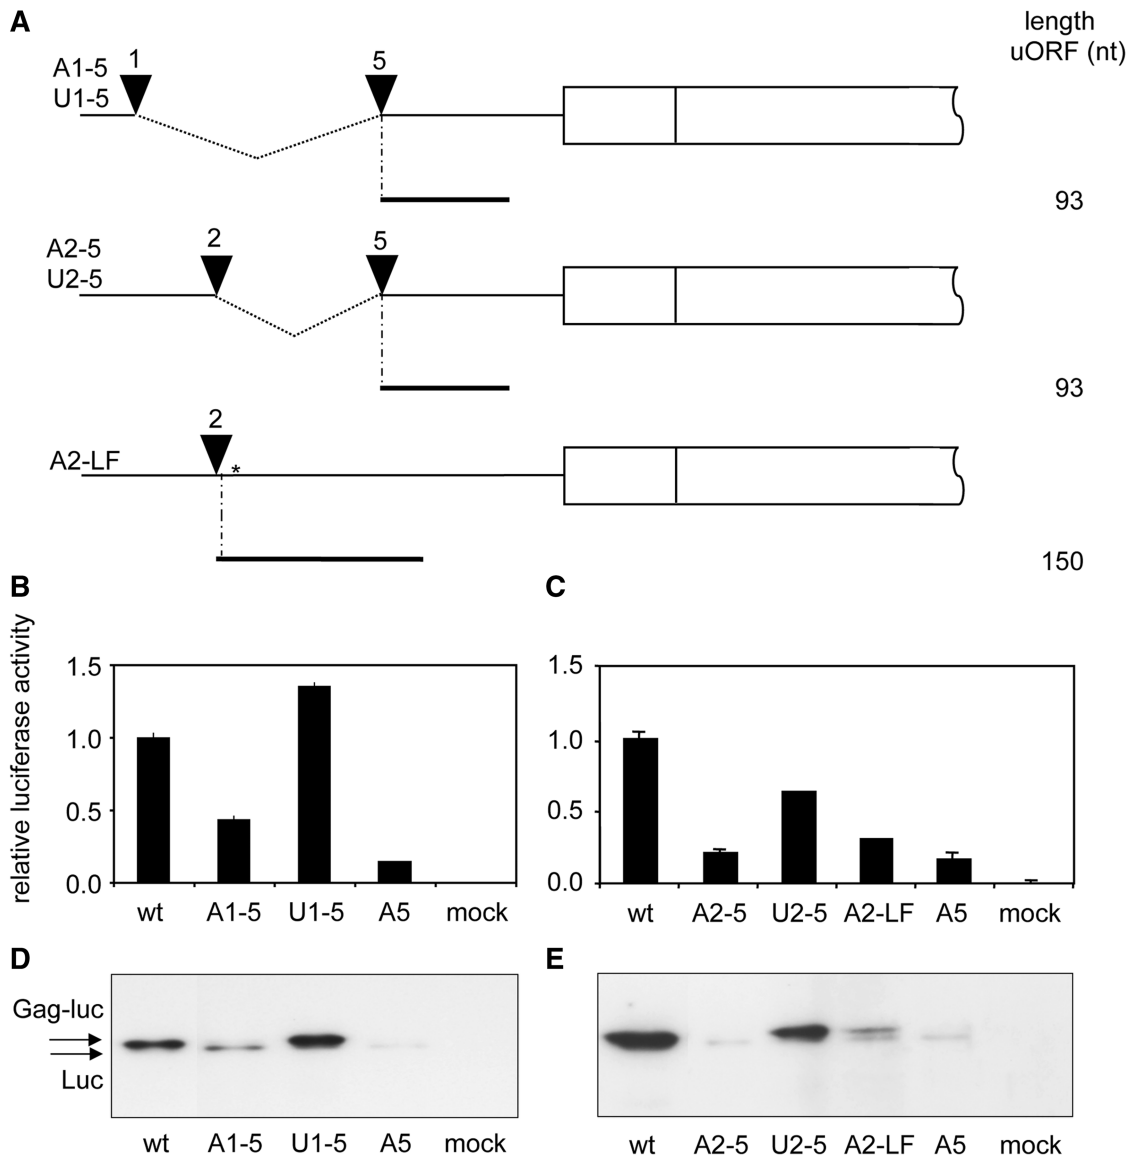 A
length
uORF (nt)
A1-5
U1-5
1
5
93
A2-5
U2-5
2
5
93
A2-LF
2
*
150
B
relative luciferase activity
1.5
1.0
0.5
0.0
wt A1-5 U1-5 A5 mock
C
1.5
1.0
0.5
0.0
wt A2-5 U2-5 A2-LF A5 mock
D
Gag-luc
Luc
wt A1-5 U1-5 A5 mock
E
wt A2-5 U2-5 A2-LF A5 mock